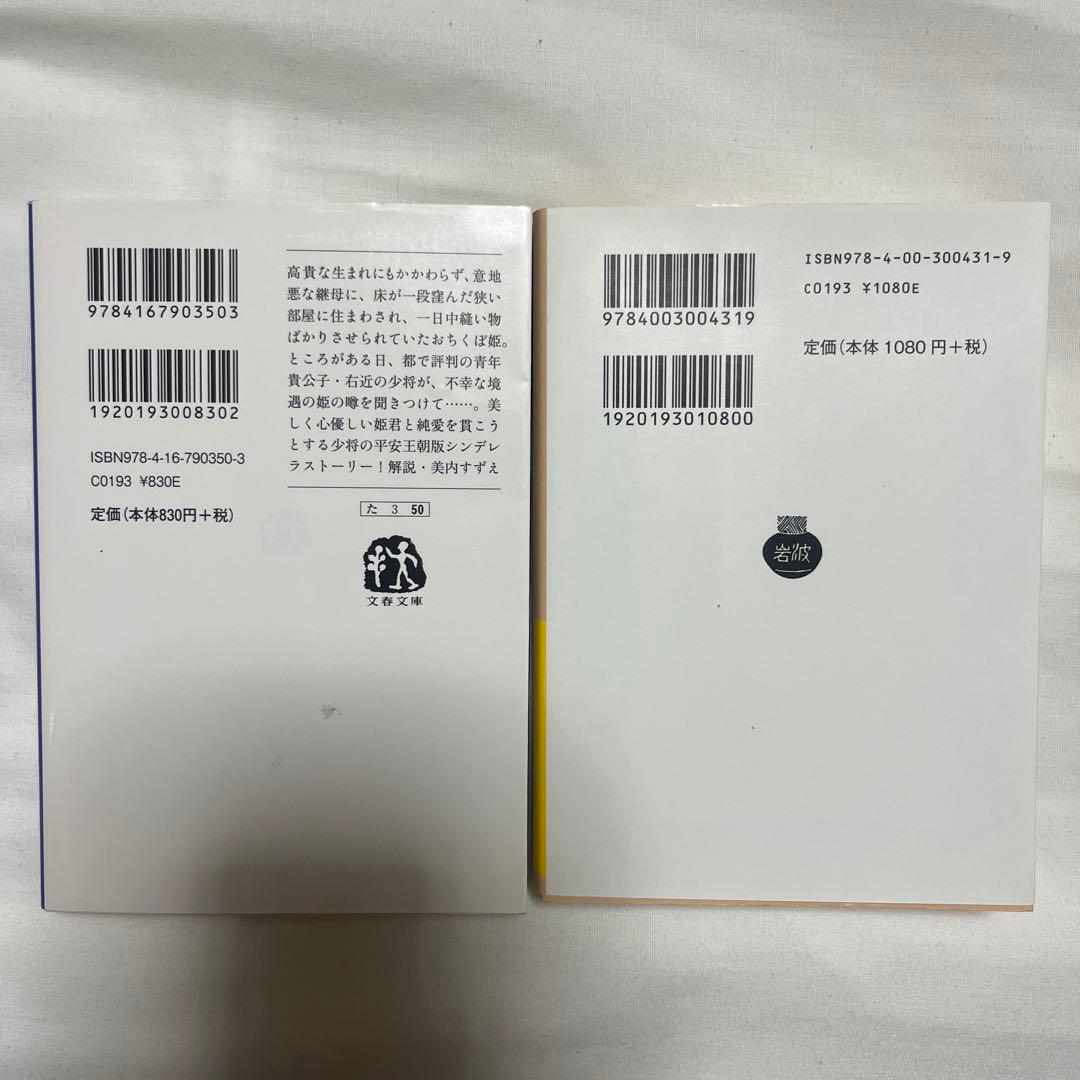 9784167903503
1920193008302
ISBN978-4-16-790350-3
C0193 ¥830E
定価(本体830円+税)
高貴な生まれにもかかわらず、意地
悪な継母に、床が一段窪んだ狭い
部屋に住まわされ、一日中縫い物
ばかりさせられていたおちくぼ姫。
ところがある日、都で評判の青年
貴公子・右近の少将が、不幸な境
遇の姫の噂を聞きつけて……。美
しく心優しい姫君と純愛を貫こう
とする少将の平安王朝版シンデレ
ラストーリー!解説・美内すずえ
た 3 50
文春文庫
9784003004319
1920193010800
ISBN978-4-00-300431-9
C0193 ¥1080E
定価(本体1080円+税)
岩波